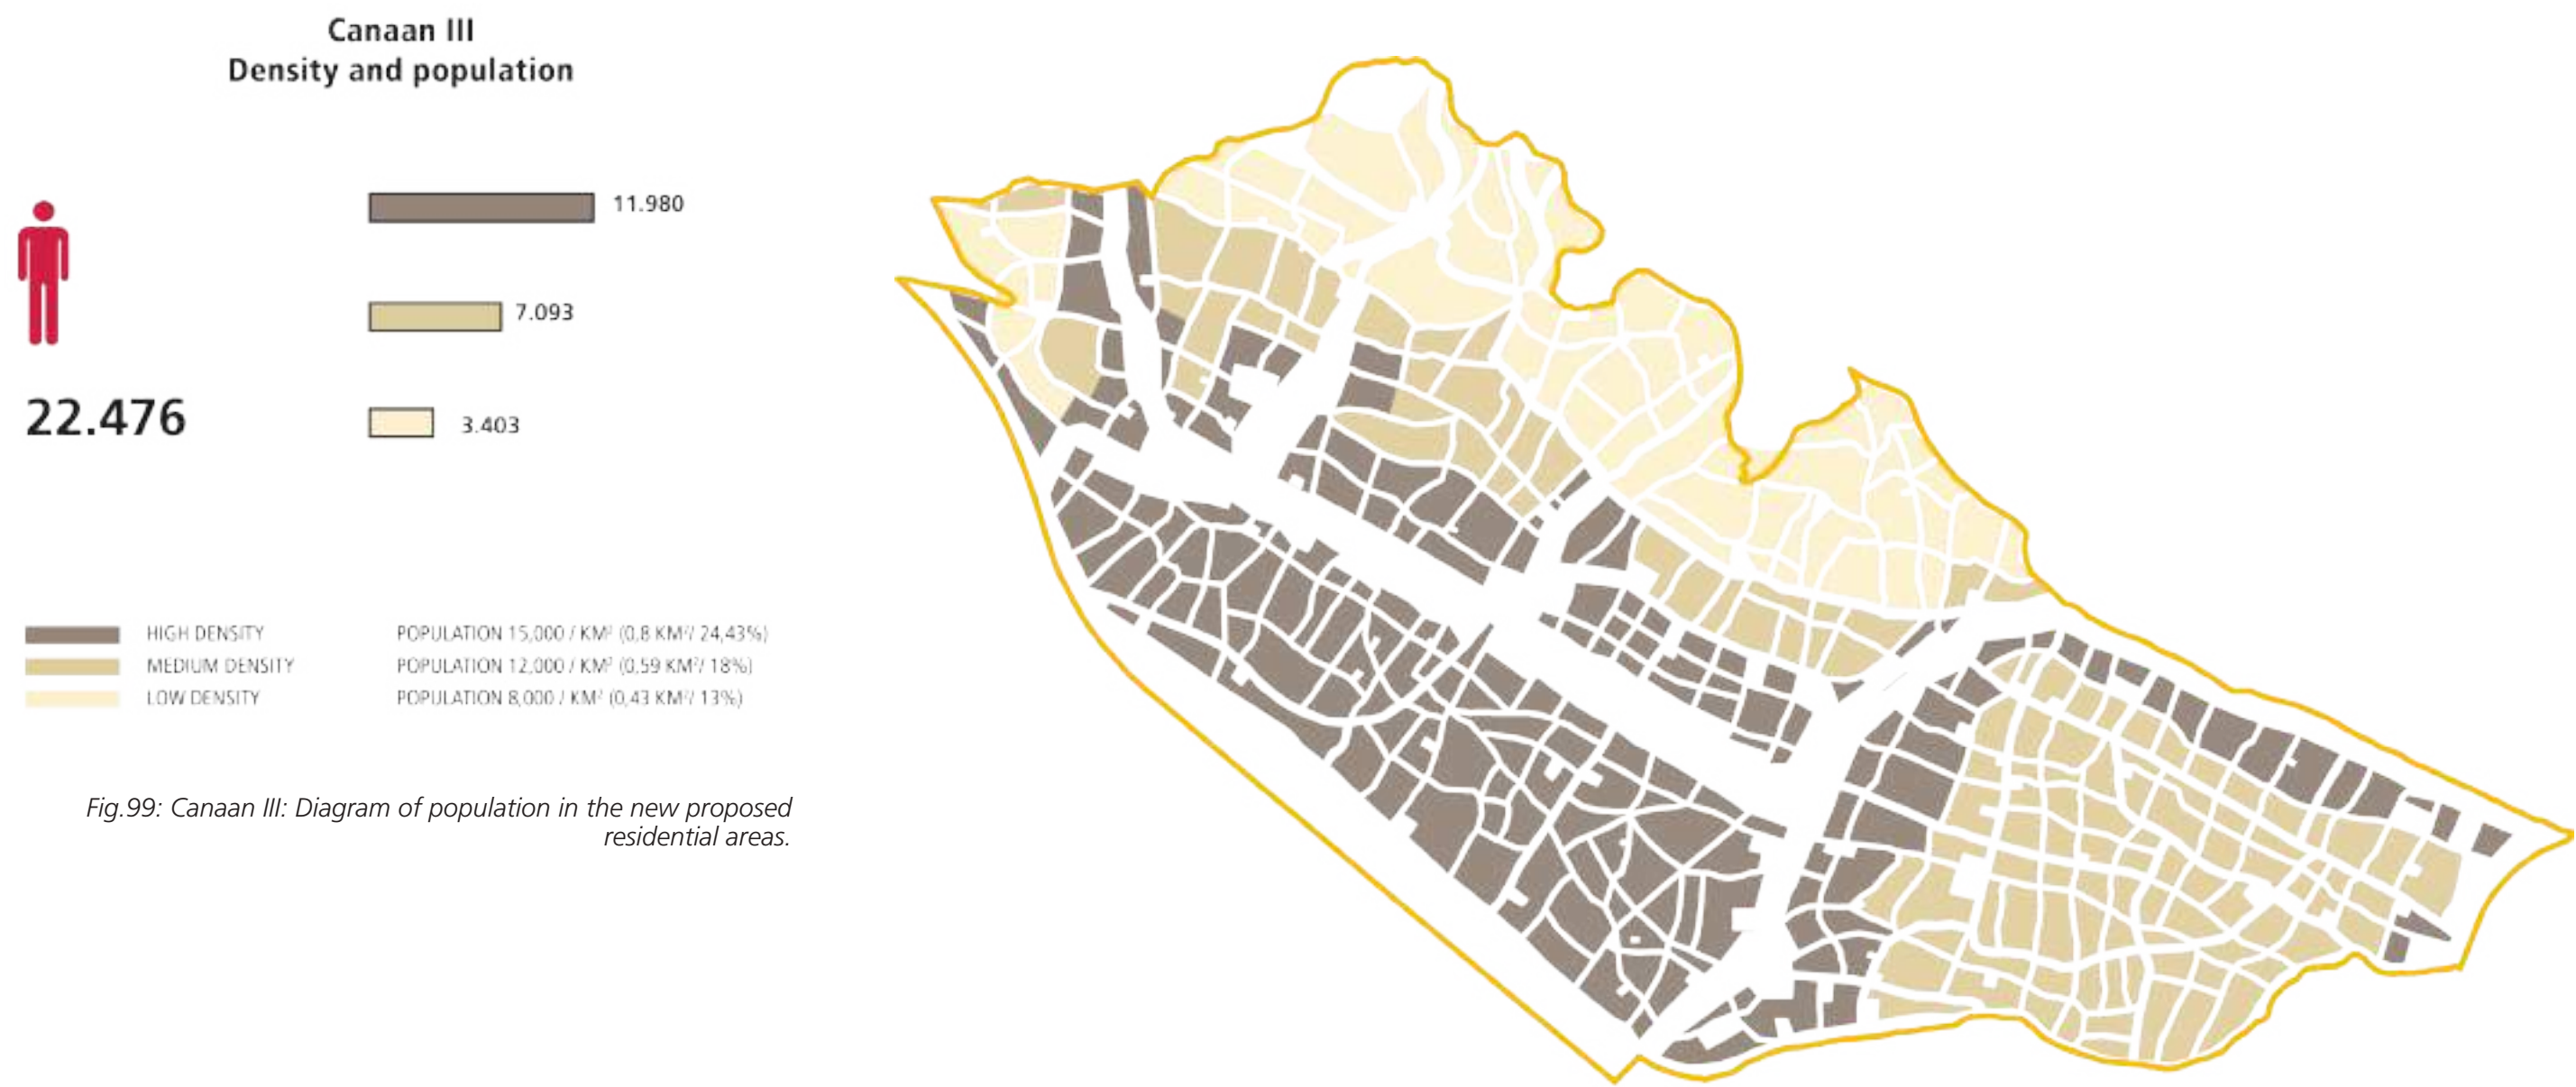 Canaan III
Density and population
11.980
7.093
22.476
3.403
HIGH DENSITY POPULATION 15,000 / KM² (0,8 KM²/ 24,43%)
MEDIUM DENSITY POPULATION 12,000 / KM² (0,59 KM²/ 18%)
LOW DENSITY POPULATION 8,000 / KM² (0,43 KM²/ 13%)
Fig.99: Canaan III: Diagram of population in the new proposed
residential areas.